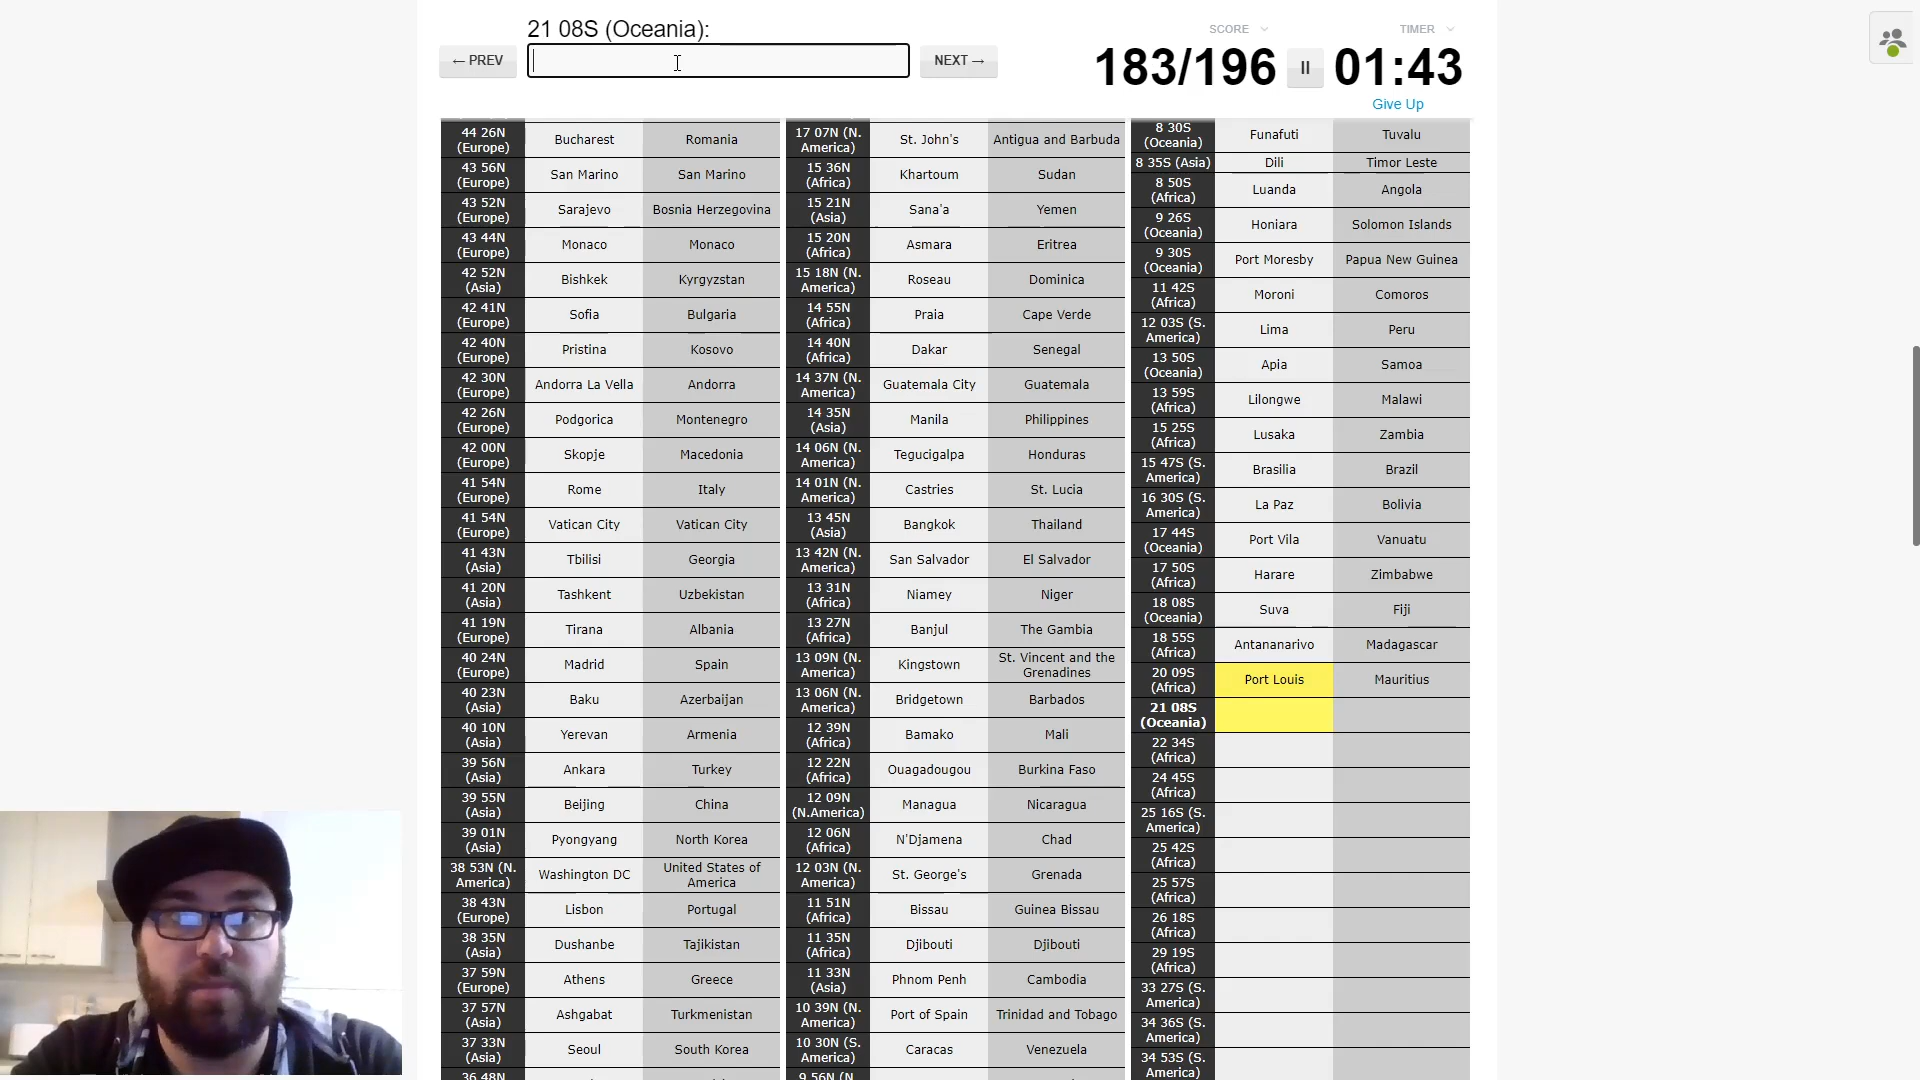 21 08S (Oceania):
← PREV
NEXT →
SCORE
183/196
TIMER
01:43
Give Up
44 26N (Europe) Bucharest Romania
43 56N (Europe) San Marino San Marino
43 52N (Europe) Sarajevo Bosnia Herzegovina
43 44N (Europe) Monaco Monaco
42 52N (Asia) Bishkek Kyrgyzstan
42 41N (Europe) Sofia Bulgaria
42 40N (Europe) Pristina Kosovo
42 30N (Europe) Andorra La Vella Andorra
42 26N (Europe) Podgorica Montenegro
42 00N (Europe) Skopje Macedonia
41 54N (Europe) Rome Italy
41 54N (Europe) Vatican City Vatican City
41 43N (Asia) Tbilisi Georgia
41 20N (Asia) Tashkent Uzbekistan
41 19N (Europe) Tirana Albania
40 24N (Europe) Madrid Spain
40 23N (Asia) Baku Azerbaijan
40 10N (Asia) Yerevan Armenia
39 56N (Asia) Ankara Turkey
39 55N (Asia) Beijing China
39 01N (Asia) Pyongyang North Korea
38 53N (N. America) Washington DC United States of America
38 43N (Europe) Lisbon Portugal
38 35N (Asia) Dushanbe Tajikistan
37 59N (Europe) Athens Greece
37 57N (Asia) Ashgabat Turkmenistan
37 33N (Asia) Seoul South Korea
36 48N
17 07N (N. America) St. John's Antigua and Barbuda
15 36N (Africa) Khartoum Sudan
15 21N (Asia) Sana'a Yemen
15 20N (Africa) Asmara Eritrea
15 18N (N. America) Roseau Dominica
14 55N (Africa) Praia Cape Verde
14 40N (Africa) Dakar Senegal
14 37N (N. America) Guatemala City Guatemala
14 35N (Asia) Manila Philippines
14 06N (N. America) Tegucigalpa Honduras
14 01N (N. America) Castries St. Lucia
13 45N (Asia) Bangkok Thailand
13 42N (N. America) San Salvador El Salvador
13 31N (Africa) Niamey Niger
13 27N (Africa) Banjul The Gambia
13 09N (N. America) Kingstown St. Vincent and the Grenadines
13 06N (N. America) Bridgetown Barbados
12 39N (Africa) Bamako Mali
12 22N (Africa) Ouagadougou Burkina Faso
12 09N (N.America) Managua Nicaragua
12 06N (Africa) N'Djamena Chad
12 03N (N. America) St. George's Grenada
11 51N (Africa) Bissau Guinea Bissau
11 35N (Africa) Djibouti Djibouti
11 33N (Asia) Phnom Penh Cambodia
10 39N (N. America) Port of Spain Trinidad and Tobago
10 30N (S. America) Caracas Venezuela
9 56N (N.
8 30S (Oceania) Funafuti Tuvalu
8 35S (Asia) Dili Timor Leste
8 50S (Africa) Luanda Angola
9 26S (Oceania) Honiara Solomon Islands
9 30S (Oceania) Port Moresby Papua New Guinea
11 42S (Africa) Moroni Comoros
12 03S (S. America) Lima Peru
13 50S (Oceania) Apia Samoa
13 59S (Africa) Lilongwe Malawi
15 25S (Africa) Lusaka Zambia
15 47S (S. America) Brasilia Brazil
16 30S (S. America) La Paz Bolivia
17 44S (Oceania) Port Vila Vanuatu
17 50S (Africa) Harare Zimbabwe
18 08S (Oceania) Suva Fiji
18 55S (Africa) Antananarivo Madagascar
20 09S (Africa) Port Louis Mauritius
21 08S (Oceania)
22 34S (Africa)
24 45S (Africa)
25 16S (S. America)
25 42S (Africa)
25 57S (Africa)
26 18S (Africa)
29 19S (Africa)
33 27S (S. America)
34 36S (S. America)
34 53S (S. America)